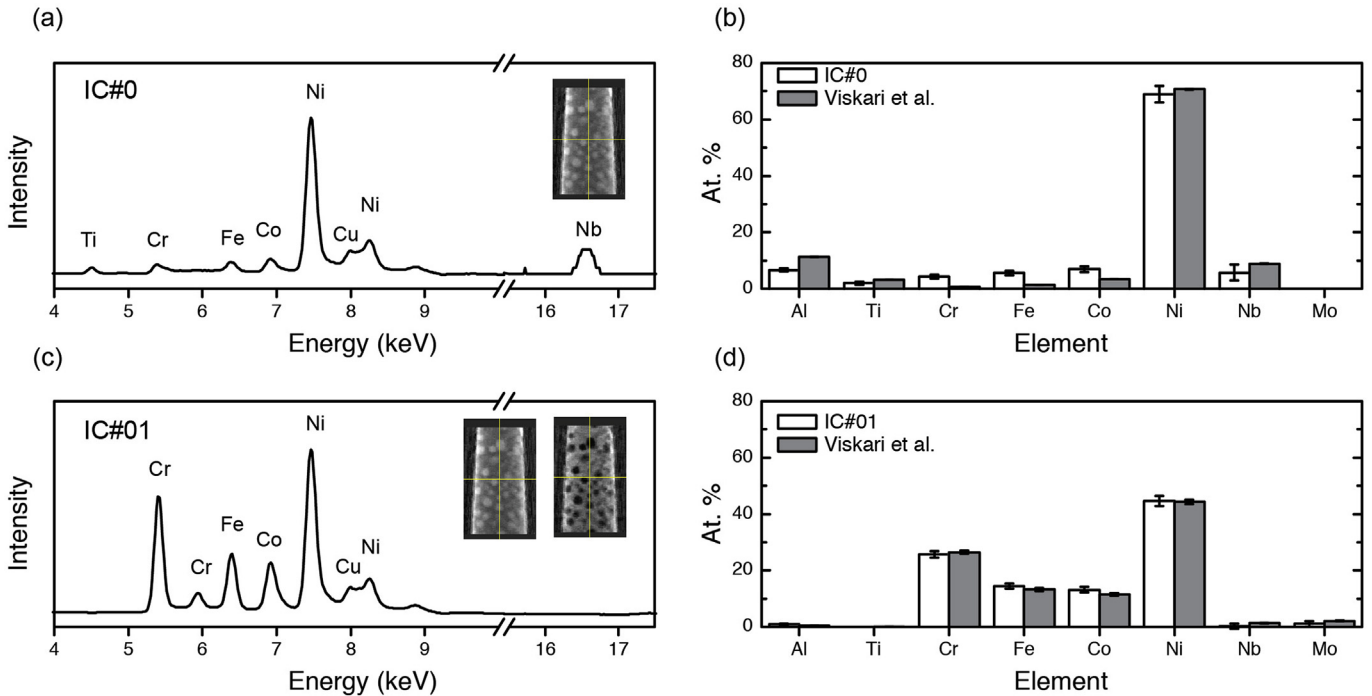 (a)
IC#0
Ni
Ti
Cr
Fe
Co
Cu
Ni
Nb
Intensity
4 5 6 7 8 9 16 17
Energy (keV)
(b)
IC#0
Viskari et al.
At. %
80
60
40
20
0
Al Ti Cr Fe Co Ni Nb Mo
Element
(c)
IC#01
Ni
Cr
Cr
Fe
Co
Cu
Ni
Intensity
4 5 6 7 8 9 16 17
Energy (keV)
(d)
IC#01
Viskari et al.
At. %
80
60
40
20
0
Al Ti Cr Fe Co Ni Nb Mo
Element